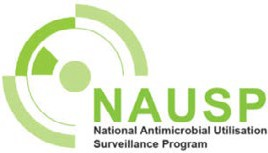 NAUSP
National Antimicrobial Utilisation
Surveillance Program